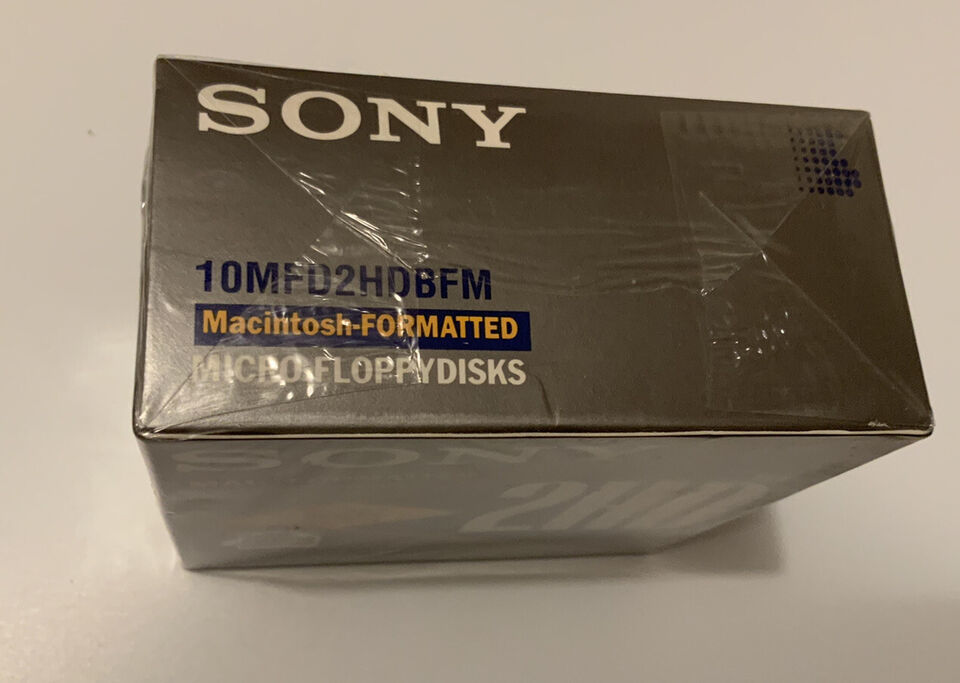 SONY
10MFD2HDBFM
Macintosh-FORMATTED
MICRO FLOPPYDISKS
SONY
2HD